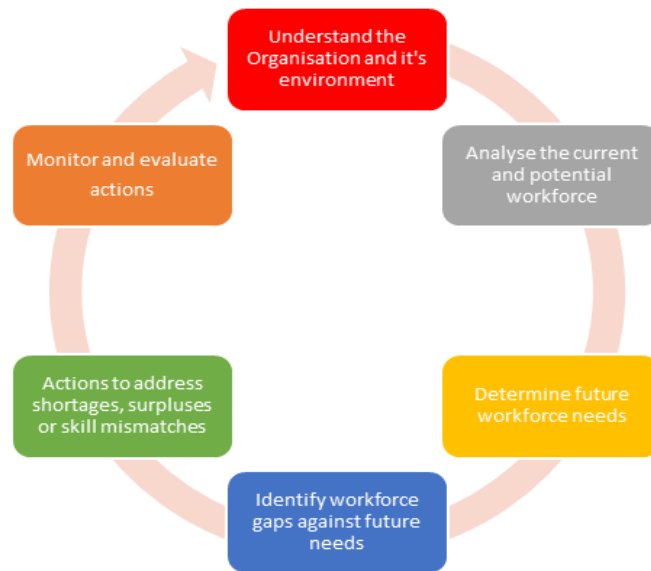 Understand the
Organisation and it's
environment
Analyse the current
and potential
workforce
Determine future
workforce needs
Identify workforce
gaps against future
needs
Actions to address
shortages, surpluses
or skill mismatches
Monitor and evaluate
actions